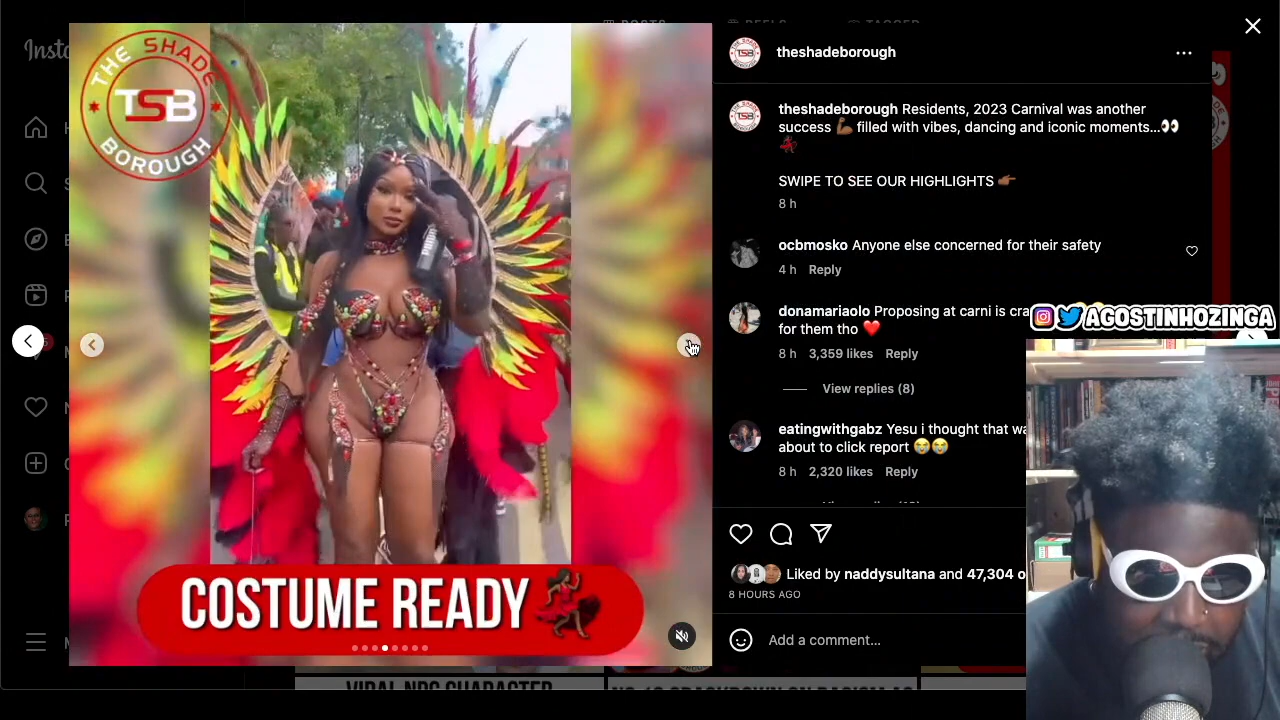 THE SHADE
TSB
BOROUGH
COSTUME READY
theshadeborough
theshadeborough Residents, 2023 Carnival was another
success 💪🏾 filled with vibes, dancing and iconic moments...👀
💃🏾
SWIPE TO SEE OUR HIGHLIGHTS 👉🏾
8 h
ocbmosko Anyone else concerned for their safety
4 h Reply
donamariaolo Proposing at carni is
for them tho ❤️
8 h 3,359 likes Reply
View replies (8)
eatingwithgabz Yesu i thought that
about to click report 😭😭
8 h 2,320 likes Reply
Liked by naddysultana and 47,304
8 HOURS AGO
Add a comment...
AGOSTINHOZINGA